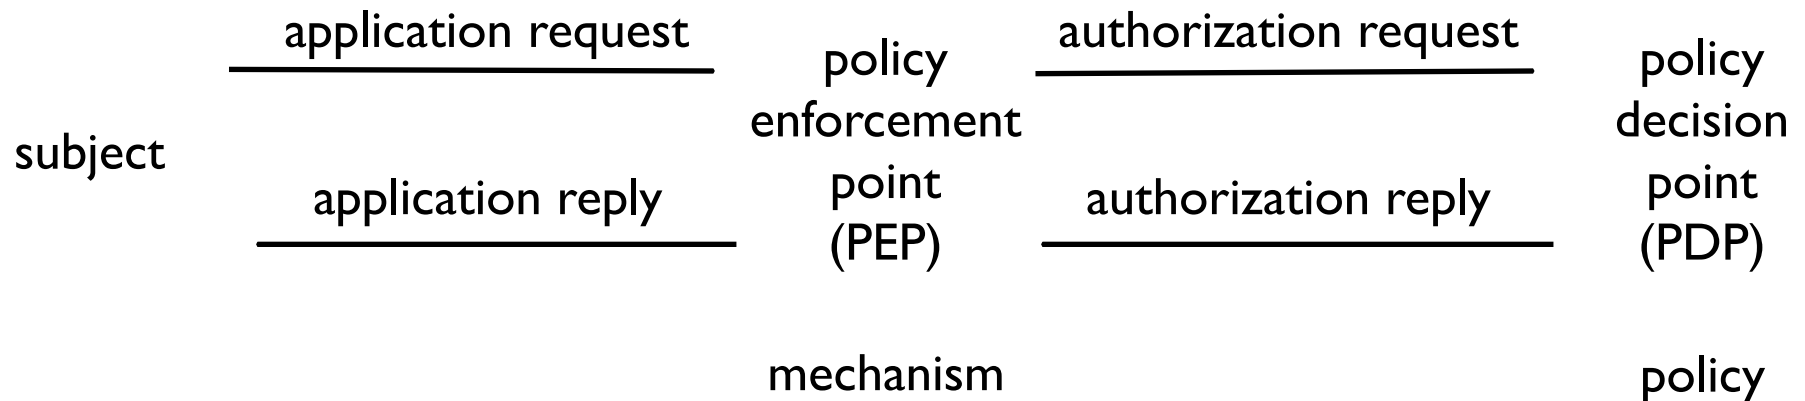 application request
authorization request
subject
policy
enforcement
point
(PEP)
policy
decision
point
(PDP)
application reply
authorization reply
mechanism
policy